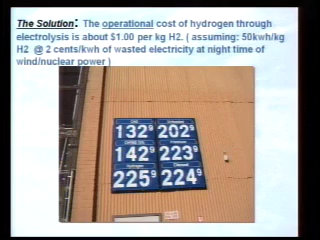 The Solution: The operational cost of hydrogen through
electrolysis is about $1.00 per kg H2. ( assuming: 50kwh/kg
H2 @ 2 cents/kwh of wasted electricity at night time of
wind/nuclear power )
132⁹ 202⁹
142⁹ 223⁹
225⁹ 224⁹